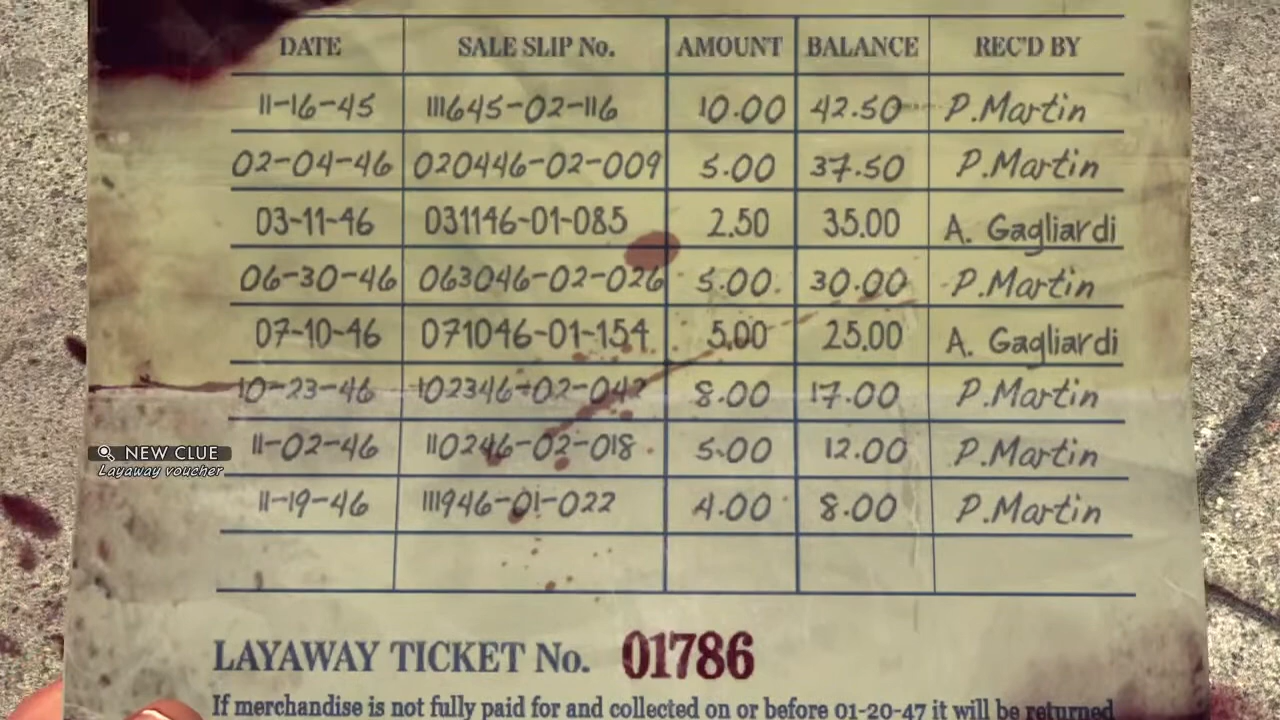 DATE SALE SLIP No. AMOUNT BALANCE REC'D BY
11-16-45 111645-02-116 10.00 42.50 P.Martin
02-04-46 020446-02-009 5.00 37.50 P.Martin
03-11-46 031146-01-085 2.50 35.00 A. Gagliardi
06-30-46 063046-02-026 5.00 30.00 P.Martin
07-10-46 071046-01-154 5.00 25.00 A. Gagliardi
10-23-46 102346-02-042 8.00 17.00 P.Martin
11-02-46 110246-02-018 5.00 12.00 P.Martin
NEW CLUE
Layaway voucher
11-19-46 111946-01-022 4.00 8.00 P.Martin
LAYAWAY TICKET No. 01786
If merchandise is not fully paid for and collected on or before 01-20-47 it will be returned